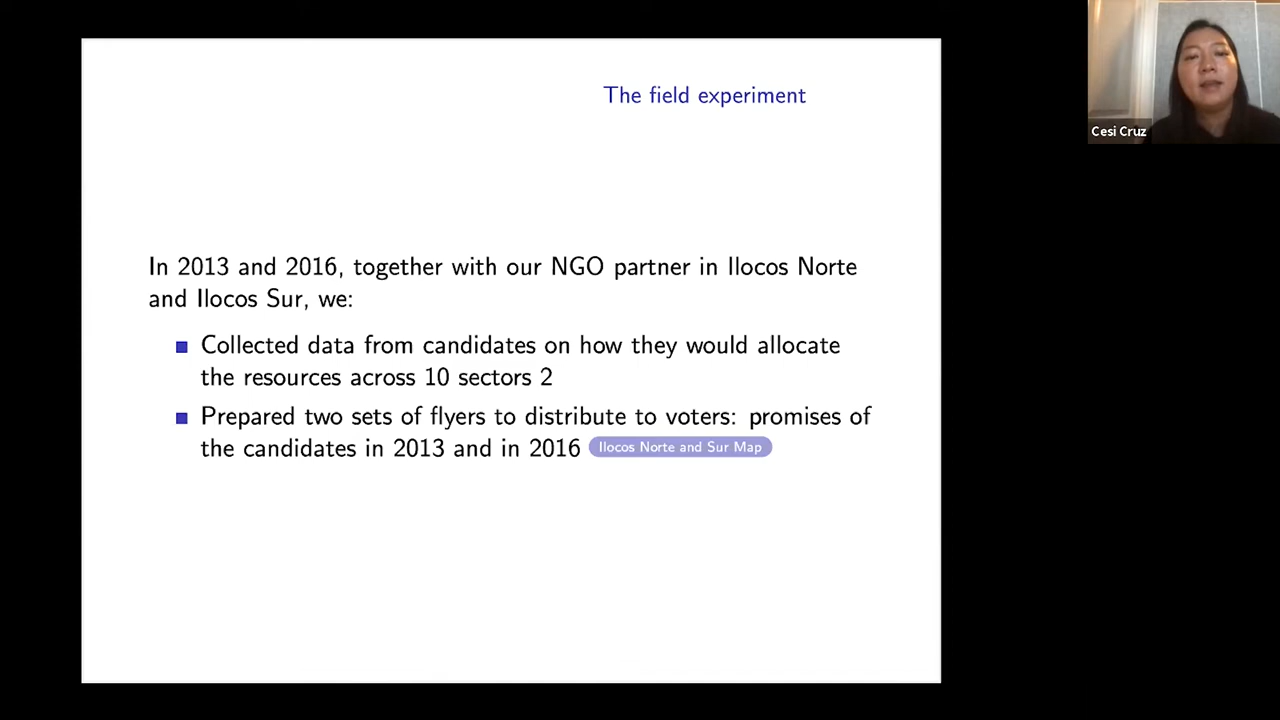 The field experiment
Cesi Cruz
In 2013 and 2016, together with our NGO partner in Ilocos Norte
and Ilocos Sur, we:
Collected data from candidates on how they would allocate
the resources across 10 sectors 2
Prepared two sets of flyers to distribute to voters: promises of
the candidates in 2013 and in 2016 Ilocos Norte and Sur Map